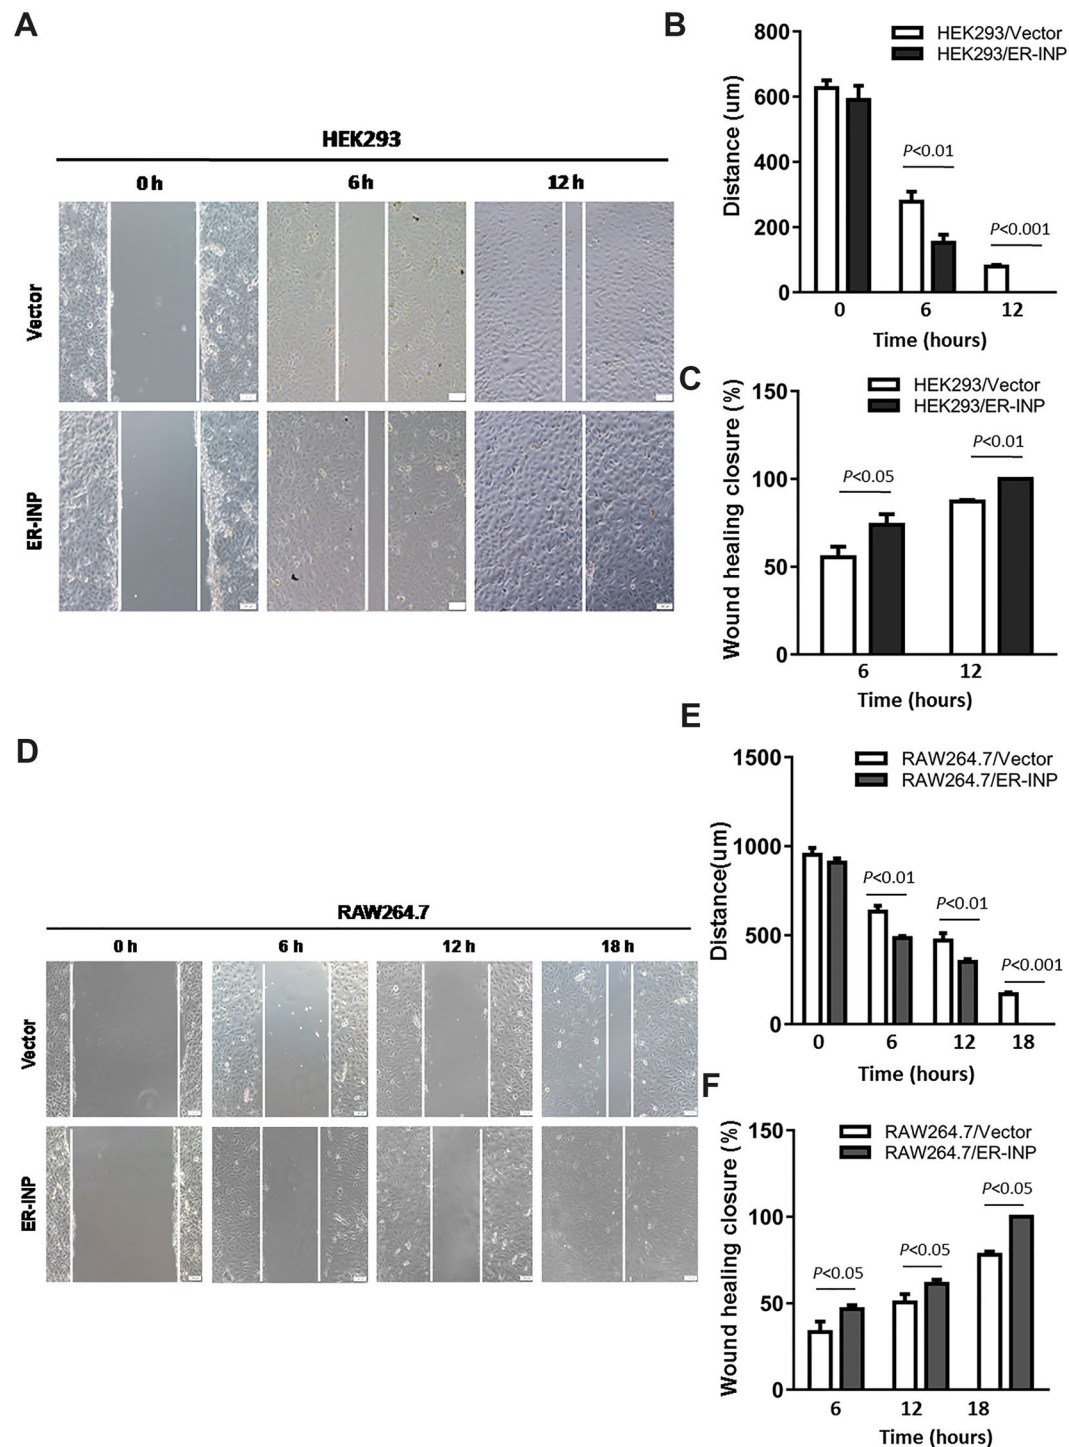 A
HEK293
0 h 6 h 12 h
Vector
ER-INP
B
HEK293/Vector
HEK293/ER-INP
Distance (um)
800
600
400
200
0
P<0.01
P<0.001
0 6 12
Time (hours)
C
HEK293/Vector
HEK293/ER-INP
Wound healing closure (%)
150
100
50
0
P<0.05
P<0.01
6 12
Time (hours)
D
RAW264.7
0 h 6 h 12 h 18 h
Vector
ER-INP
E
RAW264.7/Vector
RAW264.7/ER-INP
Distance(um)
1500
1000
500
0
P<0.01
P<0.01
P<0.001
0 6 12 18
Time (hours)
F
RAW264.7/Vector
RAW264.7/ER-INP
Wound healing closure (%)
150
100
50
0
P<0.05
P<0.05
P<0.05
6 12 18
Time (hours)